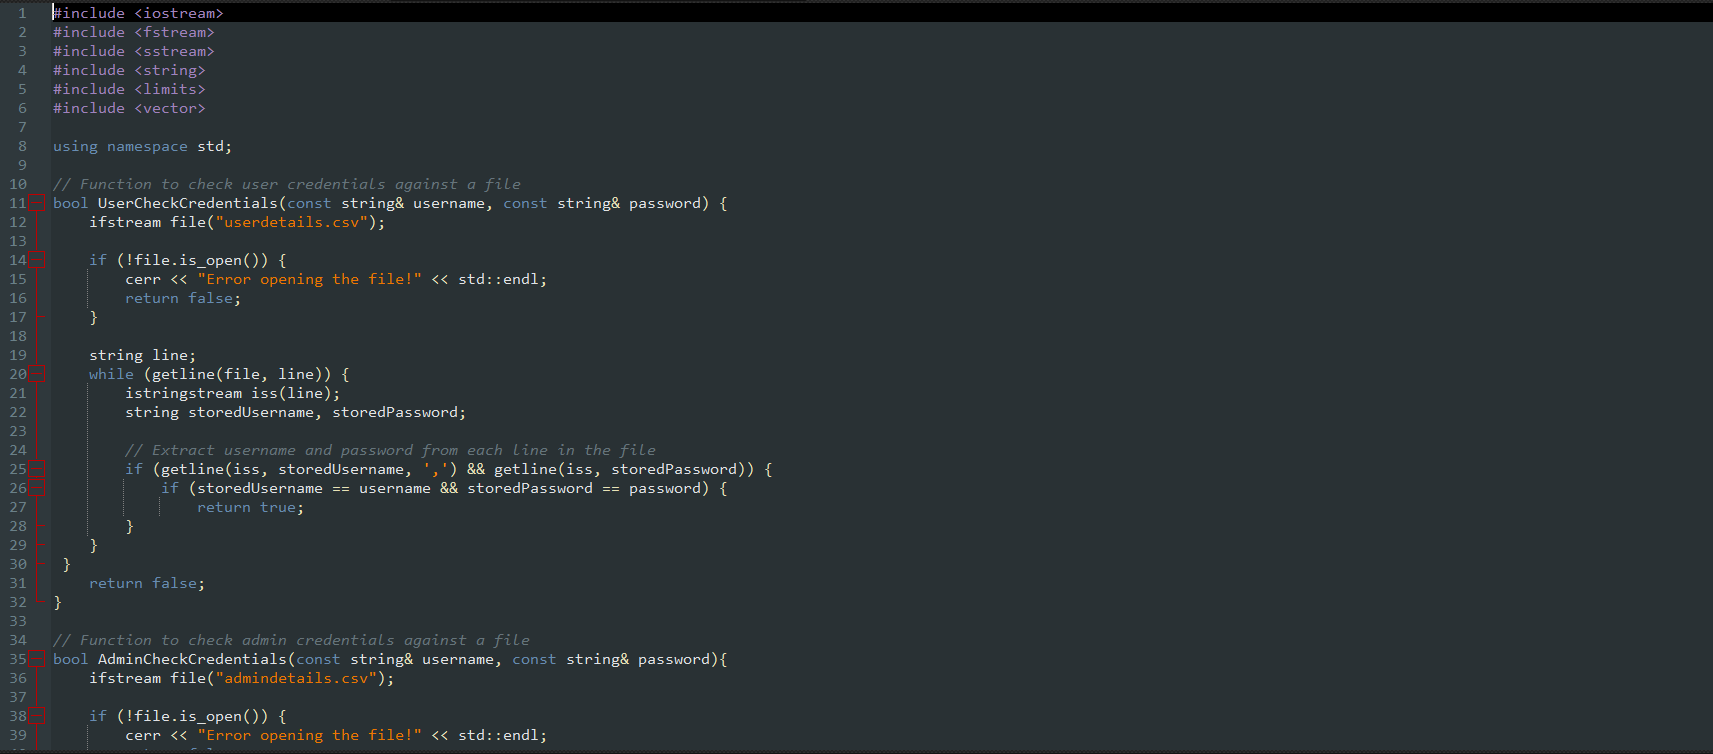 1 #include <iostream>
2 #include <fstream>
3 #include <sstream>
4 #include <string>
5 #include <limits>
6 #include <vector>
7
8 using namespace std;
9
10 // Function to check user credentials against a file
11 bool UserCheckCredentials(const string& username, const string& password) {
12     ifstream file("userdetails.csv");
13
14     if (!file.is_open()) {
15         cerr << "Error opening the file!" << std::endl;
16         return false;
17     }
18
19     string line;
20     while (getline(file, line)) {
21         istringstream iss(line);
22         string storedUsername, storedPassword;
23
24         // Extract username and password from each line in the file
25         if (getline(iss, storedUsername, ',') && getline(iss, storedPassword)) {
26             if (storedUsername == username && storedPassword == password) {
27                 return true;
28         }
29     }
30  }
31     return false;
32 }
33
34 // Function to check admin credentials against a file
35 bool AdminCheckCredentials(const string& username, const string& password){
36     ifstream file("admindetails.csv");
37
38     if (!file.is_open()) {
39         cerr << "Error opening the file!" << std::endl;